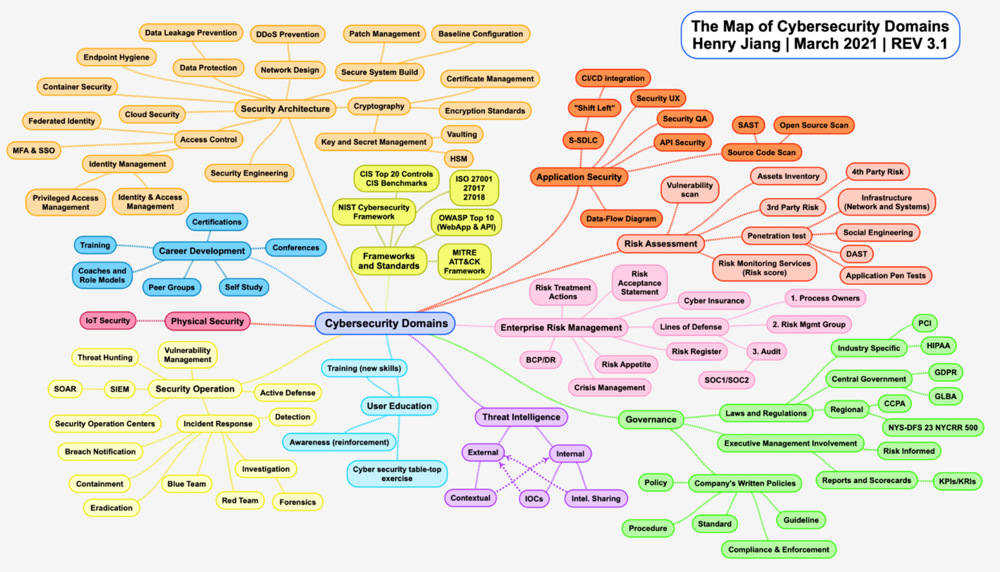 The Map of Cybersecurity Domains
Henry Jiang | March 2021 | REV 3.1
Data Leakage Prevention
DDoS Prevention
Patch Management
Baseline Configuration
Endpoint Hygiene
Data Protection
Network Design
Secure System Build
Certificate Management
Container Security
Security Architecture
Cryptography
Cloud Security
Encryption Standards
Federated Identity
Access Control
Key and Secret Management
Vaulting
HSM
MFA & SSO
Identity Management
Security Engineering
Privileged Access
Management
Identity & Access
Management
CI/CD integration
Security UX
"Shift Left"
Security QA
S-SDLC
API Security
SAST
Open Source Scan
Source Code Scan
Application Security
Data-Flow Diagram
CIS Top 20 Controls
CIS Benchmarks
ISO 27001
27017
27018
NIST Cybersecurity
Framework
OWASP Top 10
(WebApp & API)
Frameworks
and Standards
MITRE
ATT&CK
Framework
Vulnerability
scan
Assets Inventory
4th Party Risk
3rd Party Risk
Infrastructure
(Network and Systems)
Penetration test
Social Engineering
Risk Assessment
DAST
Risk Monitoring Services
(Risk score)
Application Pen Tests
Certifications
Training
Career Development
Conferences
Coaches and
Role Models
Peer Groups
Self Study
IoT Security
Physical Security
Cybersecurity Domains
Risk Treatment
Actions
Risk
Acceptance
Statement
Cyber Insurance
1. Process Owners
Enterprise Risk Management
Lines of Defense
2. Risk Mgmt Group
Risk Register
3. Audit
BCP/DR
Risk Appetite
SOC1/SOC2
Crisis Management
Threat Hunting
Vulnerability
Management
SOAR
SIEM
Security Operation
Active Defense
Security Operation Centers
Incident Response
Detection
Breach Notification
Investigation
Containment
Blue Team
Red Team
Forensics
Eradication
Training (new skills)
User Education
Awareness (reinforcement)
Cyber security table-top
exercise
Threat Intelligence
External
Internal
Contextual
IOCs
Intel. Sharing
PCI
Industry Specific
HIPAA
Central Government
GDPR
GLBA
Governance
Laws and Regulations
Regional
CCPA
NYS-DFS 23 NYCRR 500
Executive Management Involvement
Risk Informed
Reports and Scorecards
KPIs/KRIs
Policy
Company's Written Policies
Procedure
Standard
Guideline
Compliance & Enforcement